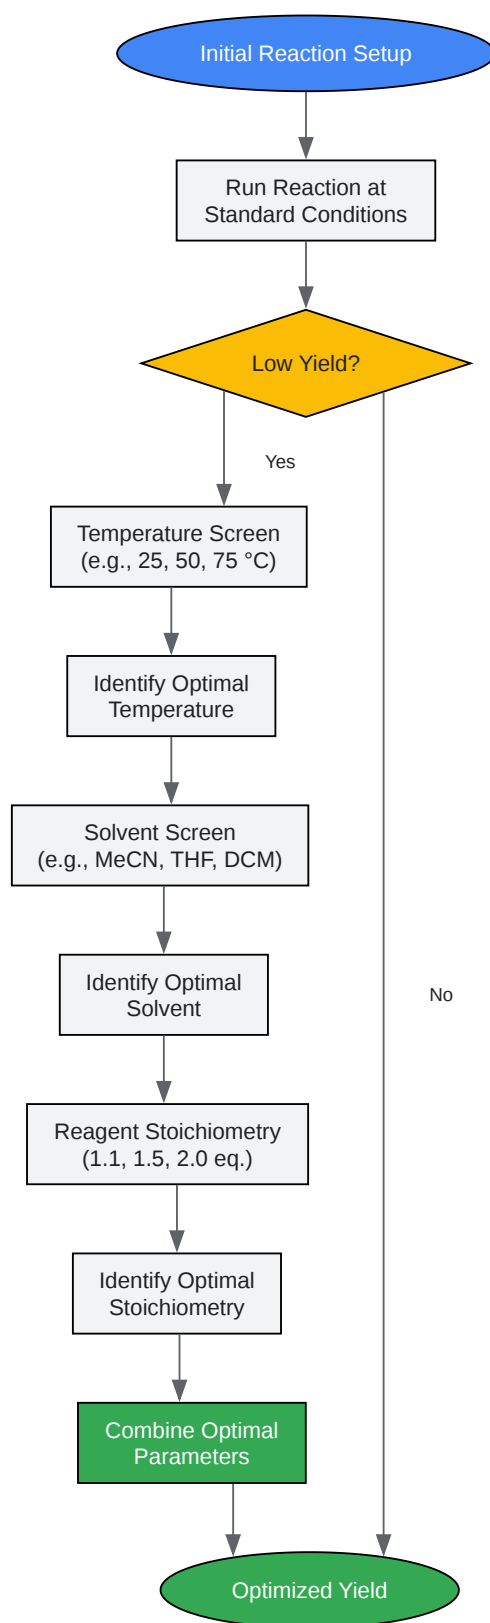 Initial Reaction Setup
Run Reaction at
Standard Conditions
Low Yield?
Yes
Temperature Screen
(e.g., 25, 50, 75 °C)
Identify Optimal
Temperature
Solvent Screen
(e.g., MeCN, THF, DCM)
Identify Optimal
Solvent
No
Reagent Stoichiometry
(1.1, 1.5, 2.0 eq.)
Identify Optimal
Stoichiometry
Combine Optimal
Parameters
Optimized Yield